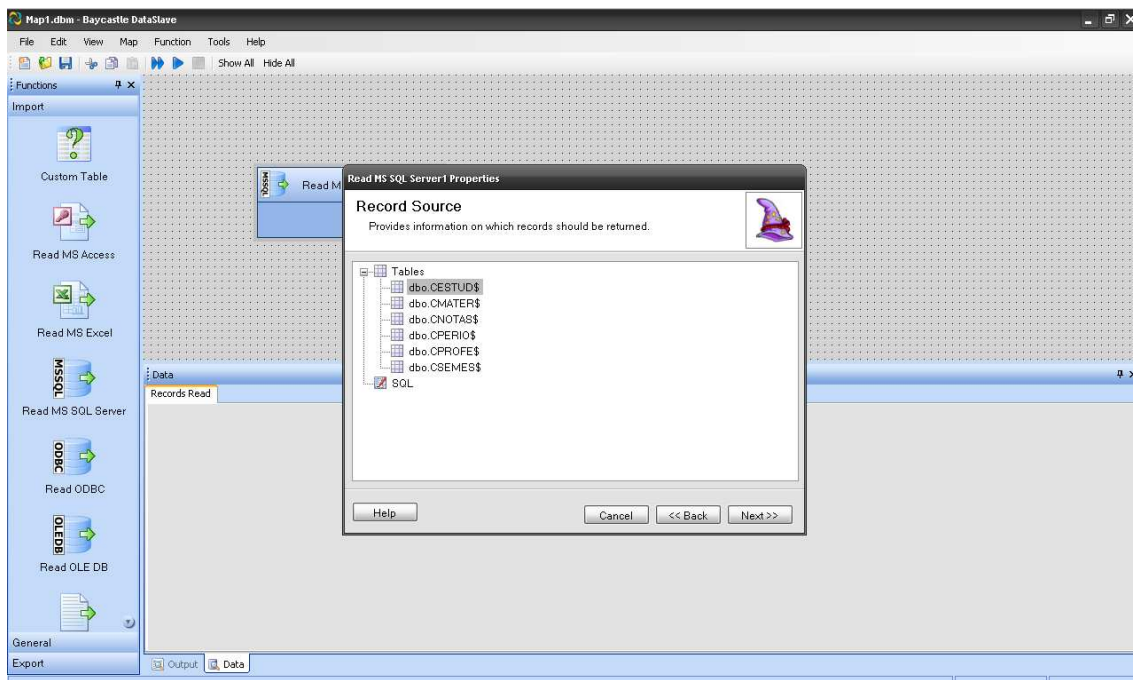 Map1.dbm - Baycastle DataSlave
File Edit View Map Function Tools Help
Show All Hide All
Functions
Import
Custom Table
Read MS Access
Read MS Excel
MSSQL
Read MS SQL Server
ODBC
Read ODBC
OLEDB
Read OLE DB
General
Export
MSSQL
Read M
Read MS SQL Server1 Properties
Record Source
Provides information on which records should be returned.
Tables
dbo.CESTUD$
dbo.CMATER$
dbo.CNOTAS$
dbo.CPERIO$
dbo.CPROFE$
dbo.CSEMES$
SQL
Help Cancel << Back Next >>
Data
Records Read
Output Data